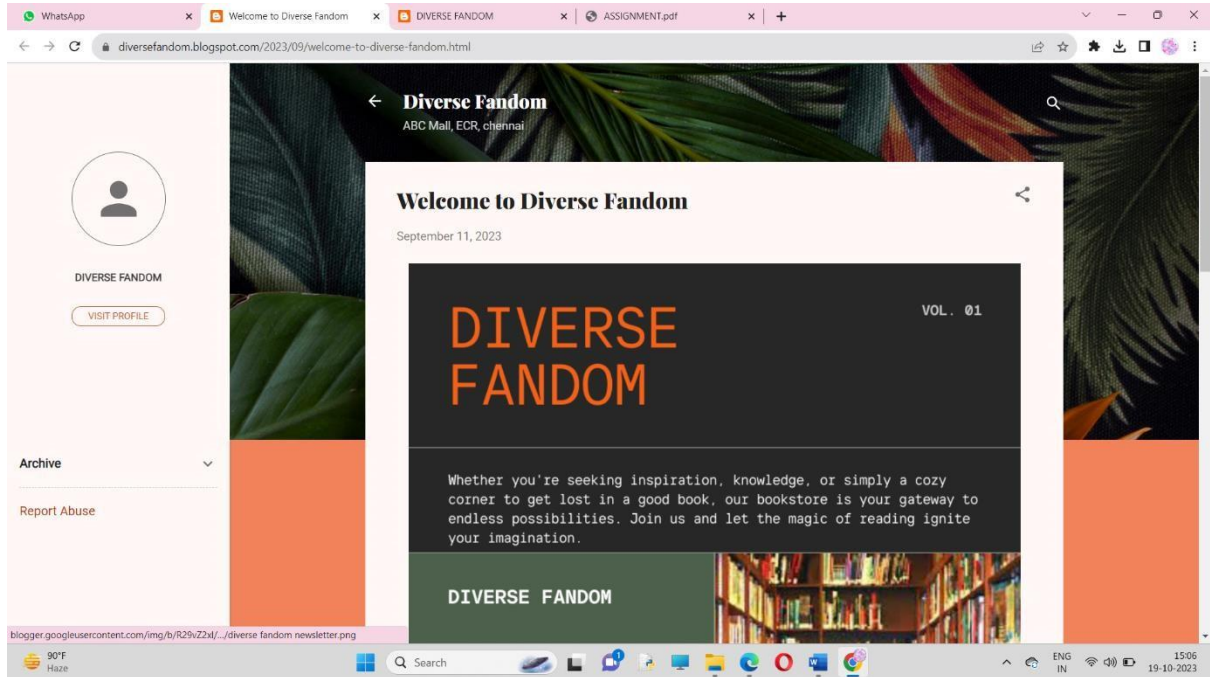 WhatsApp
Welcome to Diverse Fandom
DIVERSE FANDOM
ASSIGNMENT.pdf
diversefandom.blogspot.com/2023/09/welcome-to-diverse-fandom.html
Diverse Fandom
ABC Mall, ECR, chennai
DIVERSE FANDOM
VISIT PROFILE
Archive
Report Abuse
Welcome to Diverse Fandom
September 11, 2023
DIVERSE
FANDOM
VOL. 01
Whether you're seeking inspiration, knowledge, or simply a cozy
corner to get lost in a good book, our bookstore is your gateway to
endless possibilities. Join us and let the magic of reading ignite
your imagination.
DIVERSE FANDOM
blogger.googleusercontent.com/img/b/R29vZ2xl/.../diverse fandom newsletter.png
90°F
Haze
Search
1
ENG
IN
15:06
19-10-2023